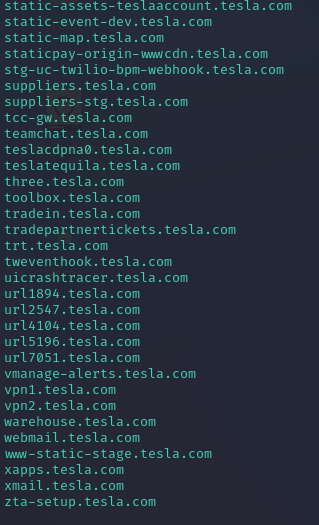 static-assets-teslaaccount.tesla.com
static-event-dev.tesla.com
static-map.tesla.com
staticpay-origin-wwwcdn.tesla.com
stg-uc-twilio-bpm-webhook.tesla.com
suppliers.tesla.com
suppliers-stg.tesla.com
tcc-gw.tesla.com
teamchat.tesla.com
teslacdpna0.tesla.com
teslatequila.tesla.com
three.tesla.com
toolbox.tesla.com
tradein.tesla.com
tradepartnertickets.tesla.com
trt.tesla.com
tweventhook.tesla.com
uicrashtracer.tesla.com
url1894.tesla.com
url2547.tesla.com
url4104.tesla.com
url5196.tesla.com
url7051.tesla.com
vmanage-alerts.tesla.com
vpn1.tesla.com
vpn2.tesla.com
warehouse.tesla.com
webmail.tesla.com
www-static-stage.tesla.com
xapps.tesla.com
xmail.tesla.com
zta-setup.tesla.com